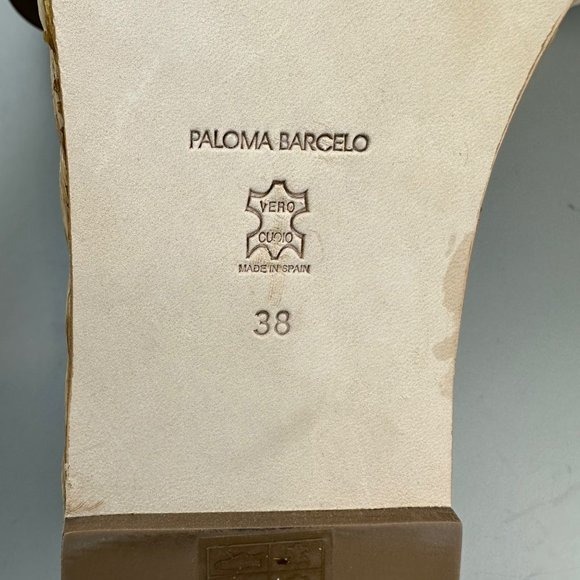 PALOMA BARCELO
VERO
CUOIO
MADE IN SPAIN
38